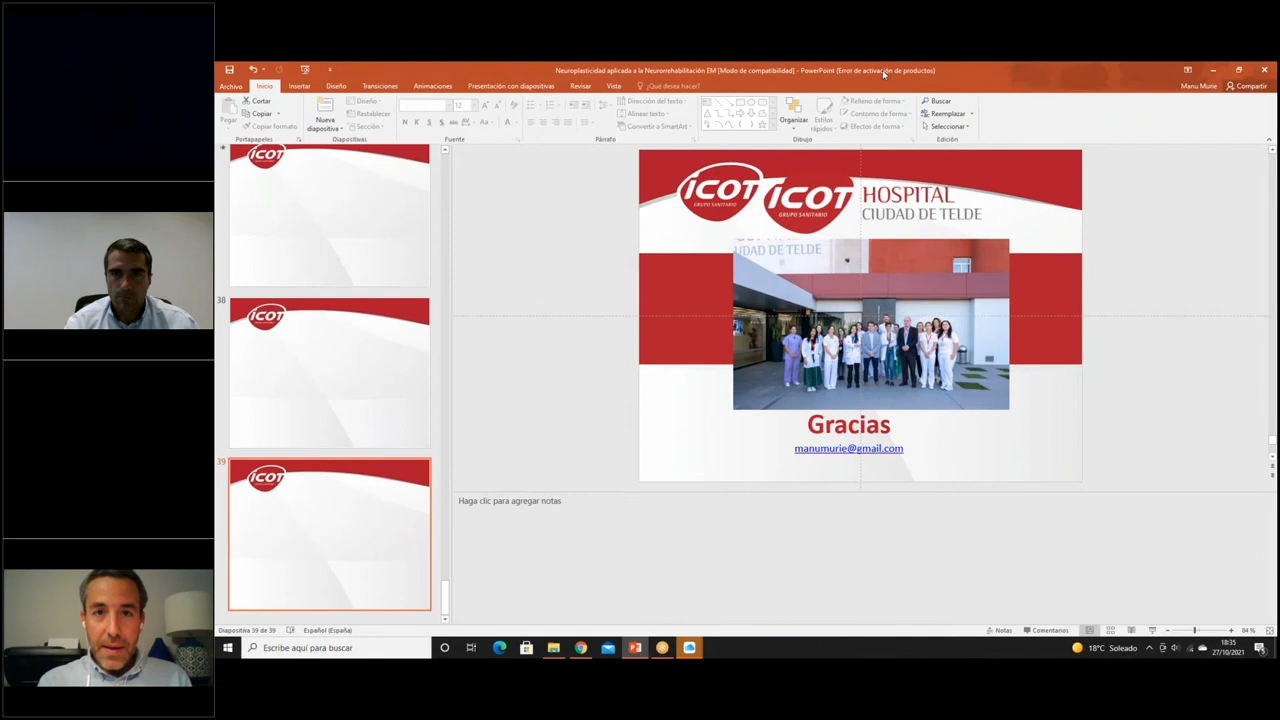 Neuroplasticidad aplicada a la Neurorrehabilitación EM [Modo de compatibilidad] - PowerPoint (Error de activación de productos)
Archivo Inicio Insertar Diseño Transiciones Animaciones Presentación con diapositivas Revisar Vista ¿Qué desea hacer? Manu Murie Compartir
Pegar
Cortar
Copiar
Copiar formato
Portapapeles
Nueva diapositiva
Diseño
Restablecer
Sección
Diapositivas
12
N K S S abc AV Aa A
Fuente
Dirección del texto
Alinear texto
Convertir a SmartArt
Párrafo
Organizar
Estilos rápidos
Relleno de forma
Contorno de forma
Efectos de forma
Dibujo
Buscar
Reemplazar
Seleccionar
Edición
iCOT
38
iCOT
39
iCOT
iCOT
GRUPO SANITARIO
iCOT
GRUPO SANITARIO
HOSPITAL
CIUDAD DE TELDE
IUDAD DE TELDE
Gracias
manumurie@gmail.com
Haga clic para agregar notas
Diapositiva 39 de 39 Español (España) Notas Comentarios 84 %
Escribe aquí para buscar
18°C Soleado
18:35
27/10/2021